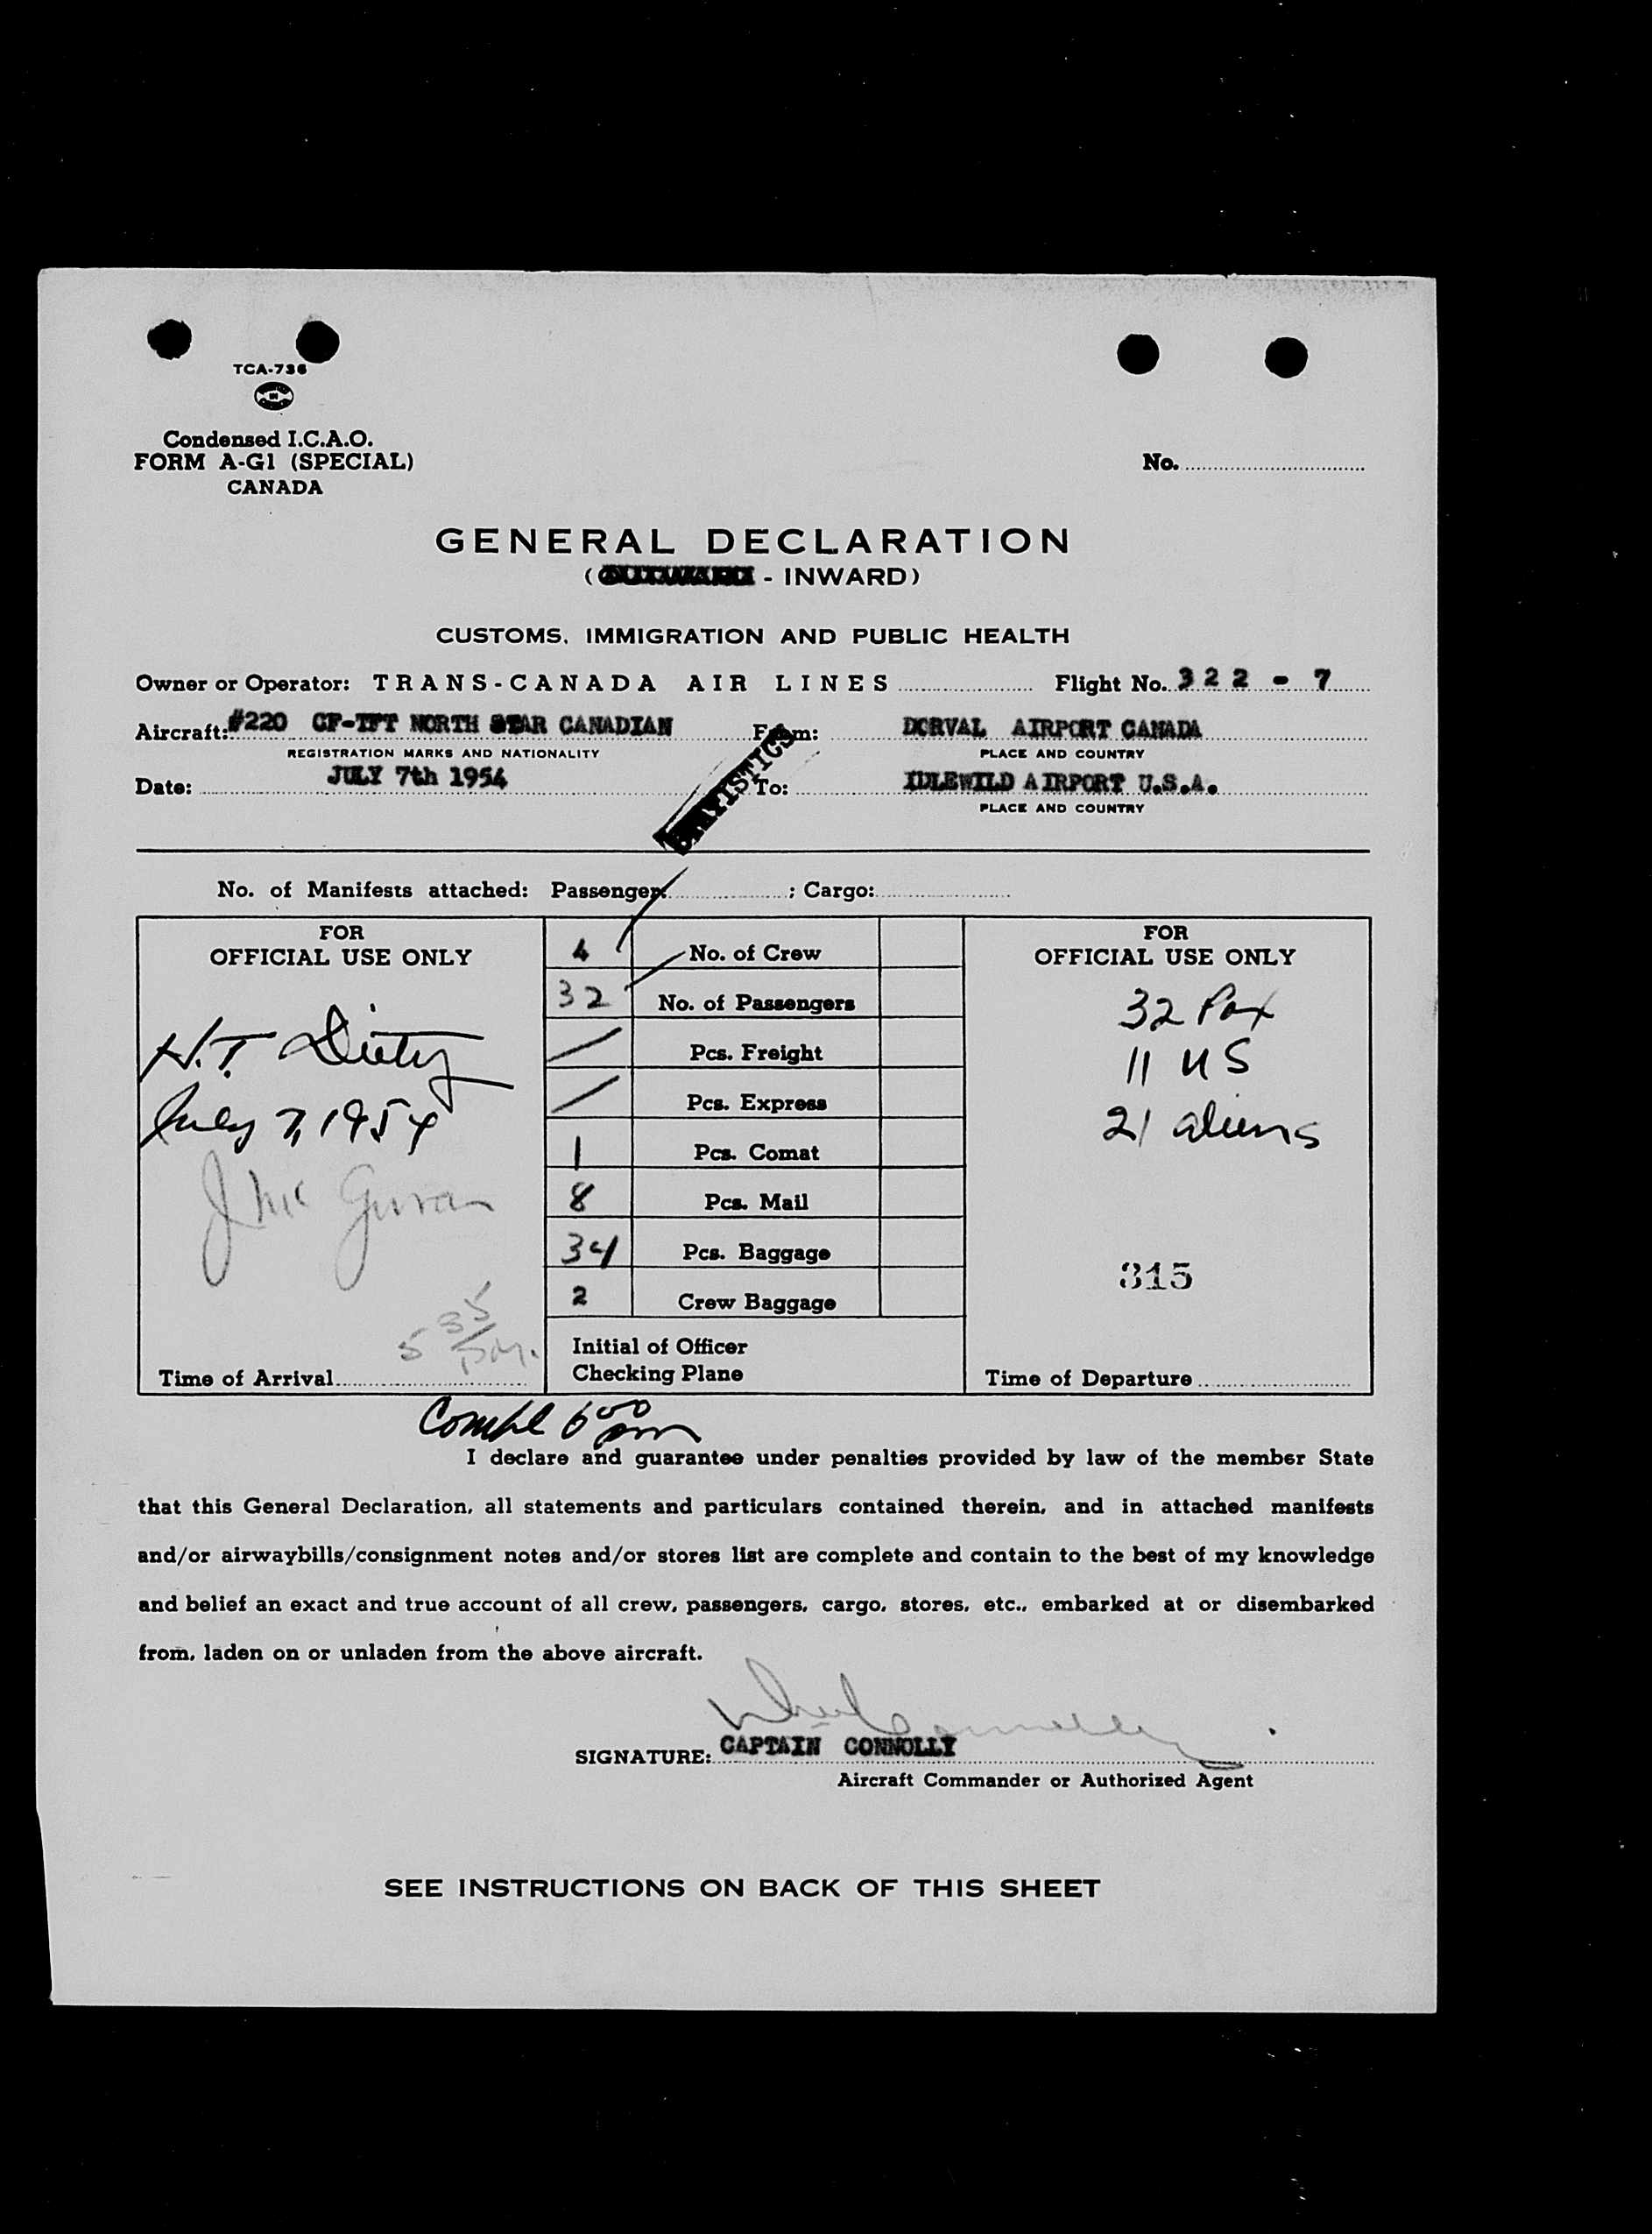 TCA-736
Condensed I.C.A.O.
FORM A-G1 (SPECIAL)
CANADA
No.
GENERAL DECLARATION
( - INWARD)
CUSTOMS, IMMIGRATION AND PUBLIC HEALTH
Owner or Operator: TRANS-CANADA AIR LINES Flight No. 322 - 7
Aircraft: #220 CF-TFT NORTH STAR CANADIAN From: DORVAL AIRPORT CANADA
REGISTRATION MARKS AND NATIONALITY PLACE AND COUNTRY
Date: JULY 7th 1954 To: IDLEWILD AIRPORT U.S.A.
PLACE AND COUNTRY
STATISTICS
No. of Manifests attached: Passenger: ; Cargo:
FOR
OFFICIAL USE ONLY
H.T.
July 7, 1954
J Mc
5 35 pm.
Time of Arrival
4 No. of Crew
32 No. of Passengers
/ Pcs. Freight
/ Pcs. Express
1 Pcs. Comat
8 Pcs. Mail
34 Pcs. Baggage
2 Crew Baggage
Initial of Officer
Checking Plane
FOR
OFFICIAL USE ONLY
32 Pax
11 US
21 aliens
315
Time of Departure
Compl 6 00 pm
I declare and guarantee under penalties provided by law of the member State
that this General Declaration, all statements and particulars contained therein, and in attached manifests
and/or airwaybills/consignment notes and/or stores list are complete and contain to the best of my knowledge
and belief an exact and true account of all crew, passengers, cargo, stores, etc., embarked at or disembarked
from, laden on or unladen from the above aircraft.
SIGNATURE: CAPTAIN CONNOLLY
Aircraft Commander or Authorized Agent
SEE INSTRUCTIONS ON BACK OF THIS SHEET